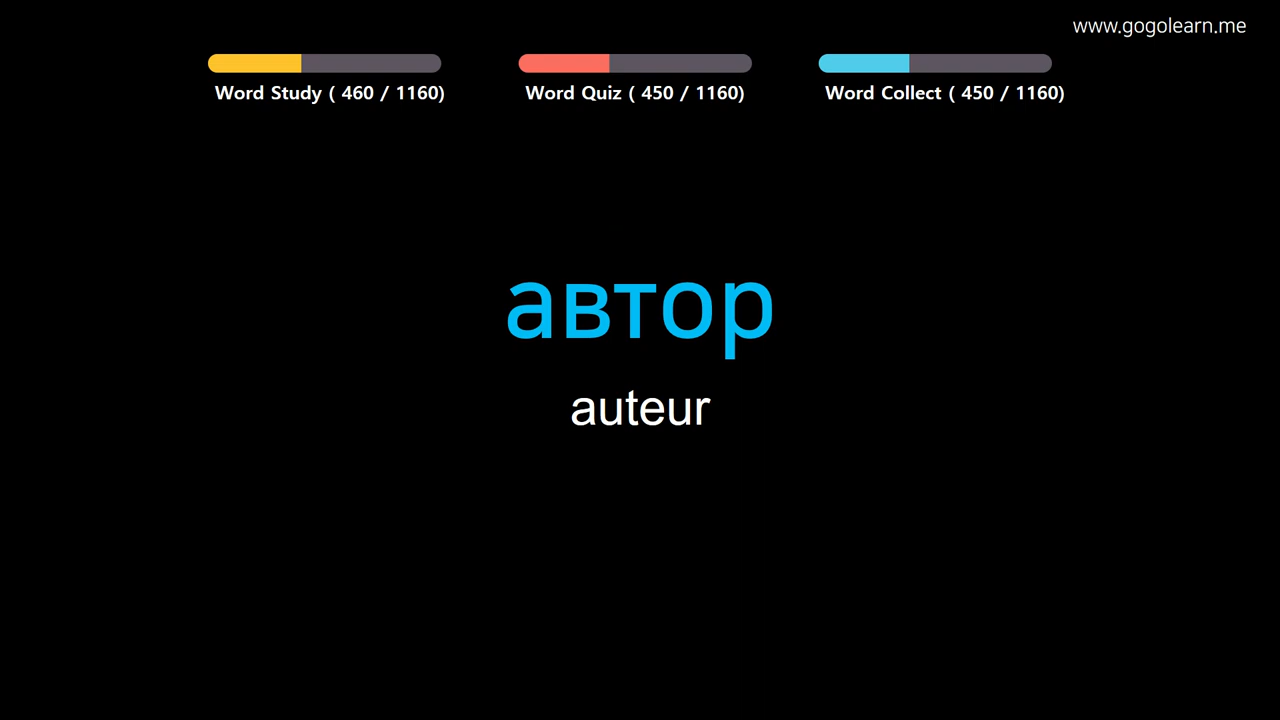 www.gogolearn.me
Word Study ( 460 / 1160)
Word Quiz ( 450 / 1160)
Word Collect ( 450 / 1160)
автор
auteur